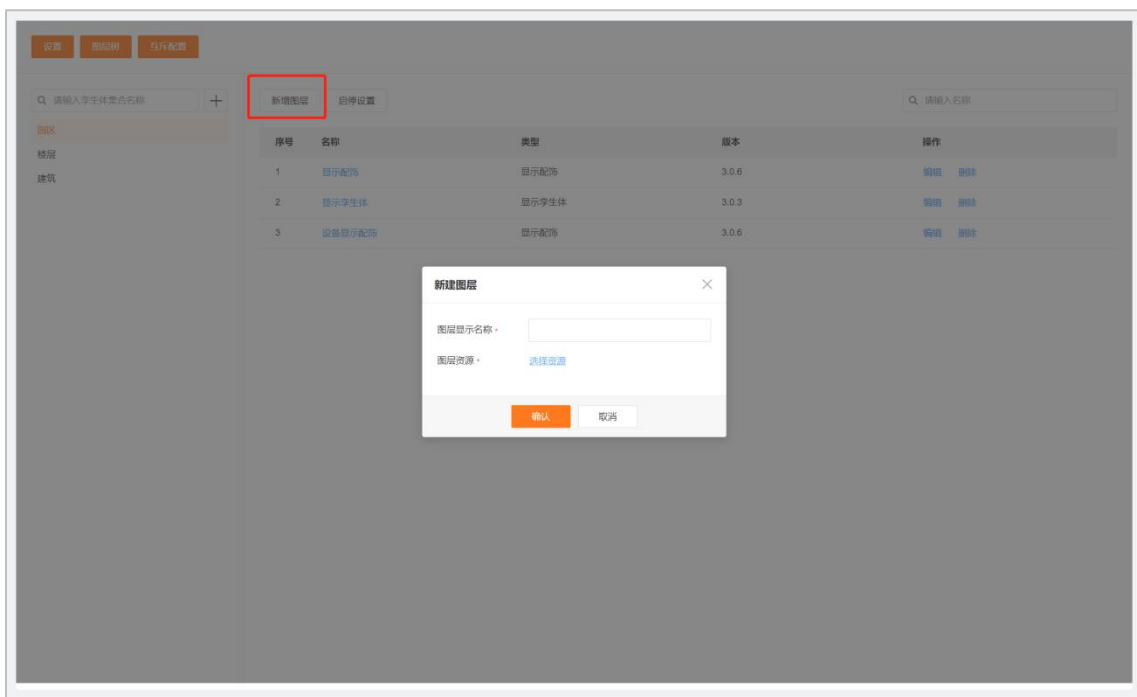 设置 图层树 互斥配置
请输入孪生体集合名称
新增图层 启停设置 请输入名称
园区
楼层
建筑
序号 名称 类型 版本 操作
1 显示配饰 显示配饰 3.0.6 编辑 删除
2 显示孪生体 显示孪生体 3.0.3 编辑 删除
3 设备显示配饰 显示配饰 3.0.6 编辑 删除
新建图层
图层显示名称 *
图层资源 * 选择资源
确认 取消